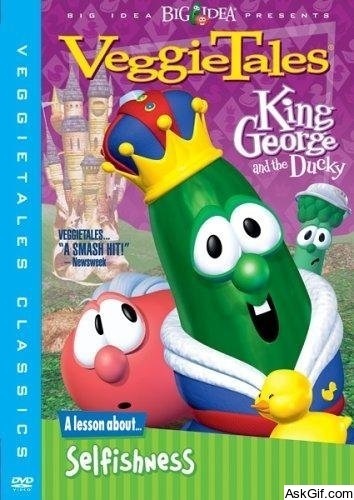 BIG IDEA BIG IDEA PRESENTS
VeggieTales
King
George
and the Ducky
VEGGIETALES...
"A SMASH HIT!"
– Newsweek
VEGGIETALES CLASSICS
A lesson about...
Selfishness
DVD
VIDEO
AskGif.com